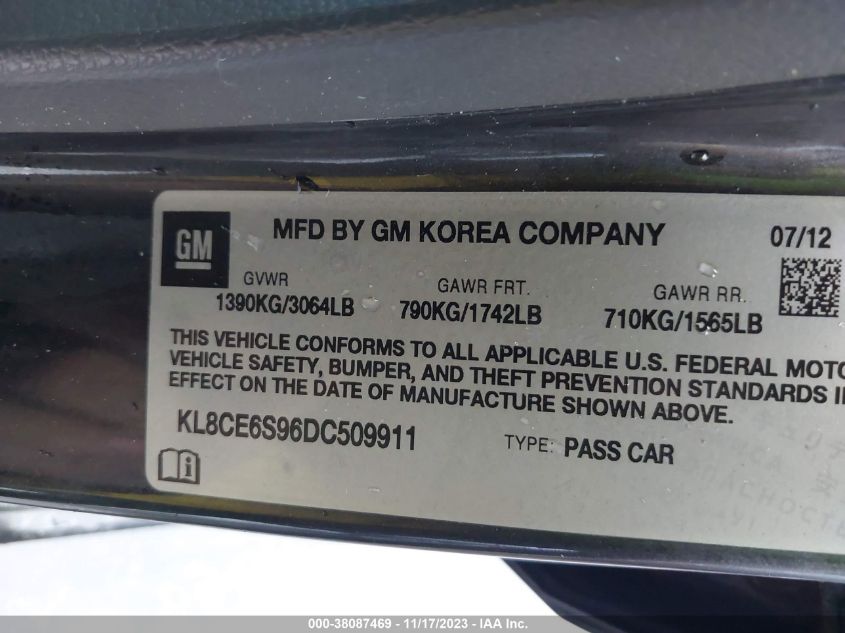 GM
MFD BY GM KOREA COMPANY
07/12
GVWR
GAWR FRT.
GAWR RR.
1390KG/3064LB
790KG/1742LB
710KG/1565LB
THIS VEHICLE CONFORMS TO ALL APPLICABLE U.S. FEDERAL MOTO
VEHICLE SAFETY, BUMPER, AND THEFT PREVENTION STANDARDS I
EFFECT ON THE DATE OF MANUFACTURE SHOWN ABOVE.
KL8CE6S96DC509911
TYPE: PASS CAR
000-38087469 - 11/17/2023 - IAA Inc.